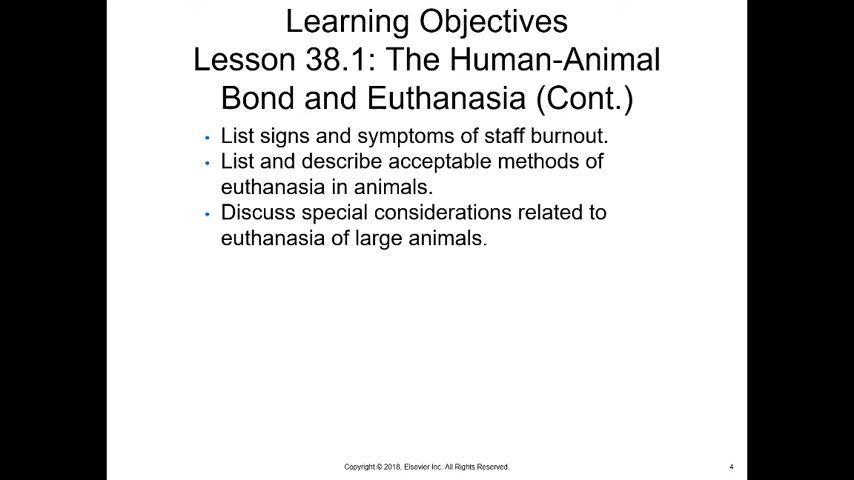 Learning Objectives
Lesson 38.1: The Human-Animal
Bond and Euthanasia (Cont.)
• List signs and symptoms of staff burnout.
• List and describe acceptable methods of
euthanasia in animals.
• Discuss special considerations related to
euthanasia of large animals.
Copyright © 2018, Elsevier Inc. All Rights Reserved.
4